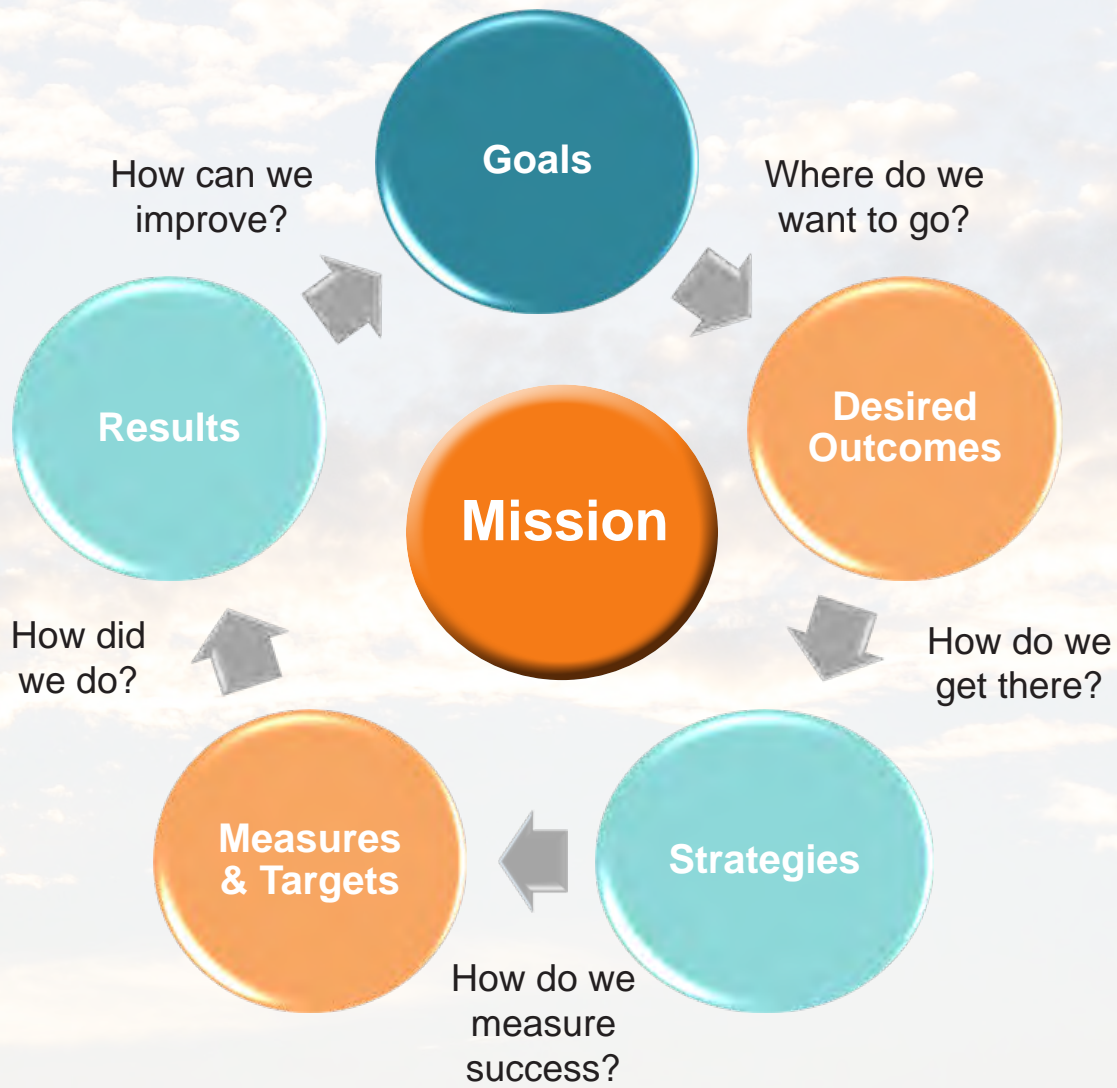 Goals
Where do we
want to go?
Desired
Outcomes
How do we
get there?
Strategies
How do we
measure
success?
Measures
& Targets
How did
we do?
Results
How can we
improve?
Mission